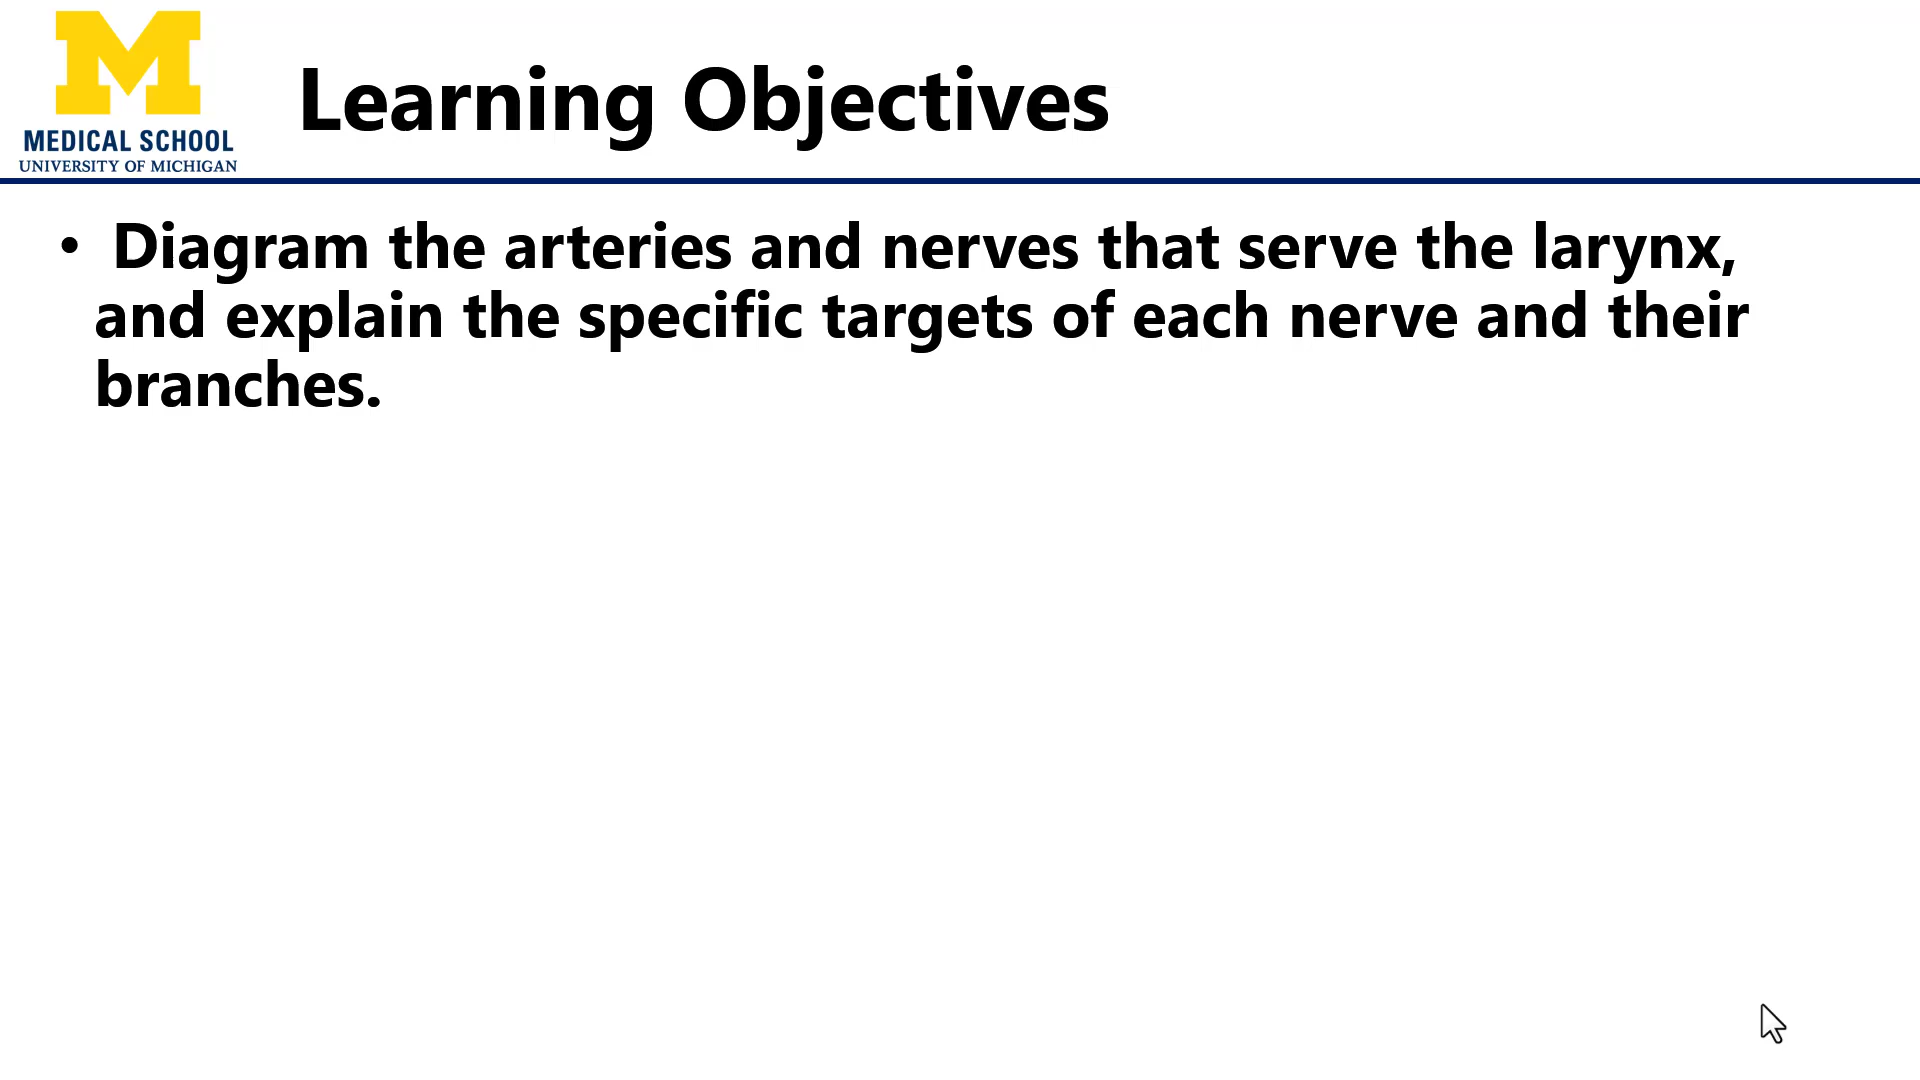 MEDICAL SCHOOL
UNIVERSITY OF MICHIGAN
Learning Objectives
• Diagram the arteries and nerves that serve the larynx,
and explain the specific targets of each nerve and their
branches.